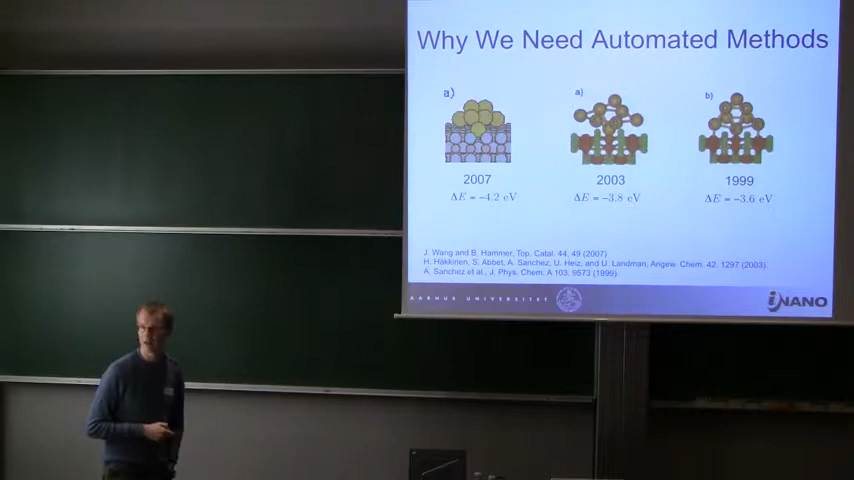 Why We Need Automated Methods
a)
a)
b)
2007
2003
1999
ΔE = −4.2 eV
ΔE = −3.8 eV
ΔE = −3.6 eV
J. Wang and B. Hammer, Top. Catal. 44, 49 (2007)
H. Häkkinen, S. Abbet, A. Sanchez, U. Heiz, and U. Landman, Angew. Chem. 42, 1297 (2003).
A. Sanchez et al., J. Phys. Chem. A 103, 9573 (1999).
AARHUS UNIVERSITET
iNANO